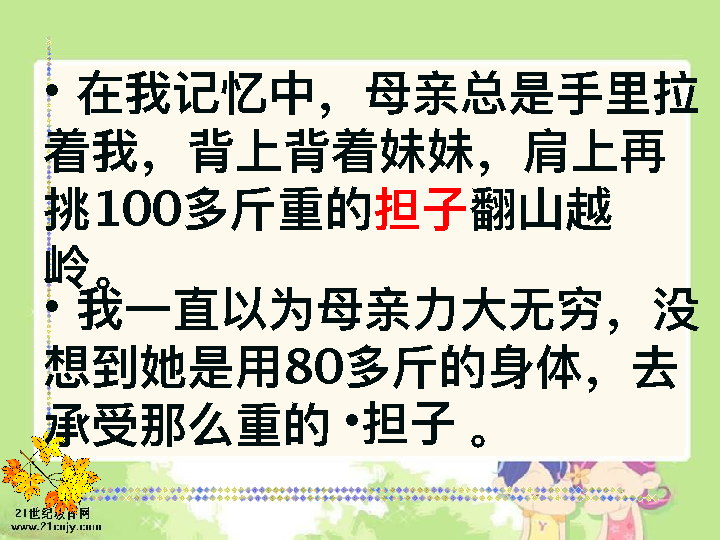 • 在我记忆中，母亲总是手里拉
着我，背上背着妹妹，肩上再
挑100多斤重的担子翻山越
岭。
• 我一直以为母亲力大无穷，没
想到她是用80多斤的身体，去
承受那么重的 •担子 。
21世纪教育网
www.21cnjy.com